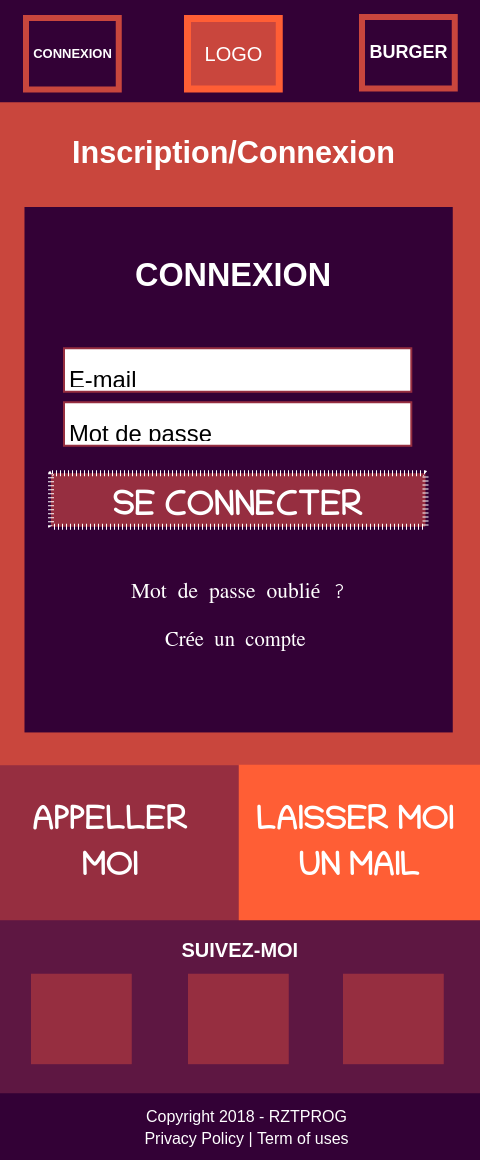 CONNEXION
LOGO
BURGER
Inscription/Connexion
CONNEXION
E-mail
Mot de passe
SE CONNECTER
Mot de passe oublié ?
Crée un compte
APPELLER
MOI
LAISSER MOI
UN MAIL
SUIVEZ-MOI
Copyright 2018 - RZTPROG
Privacy Policy | Term of uses